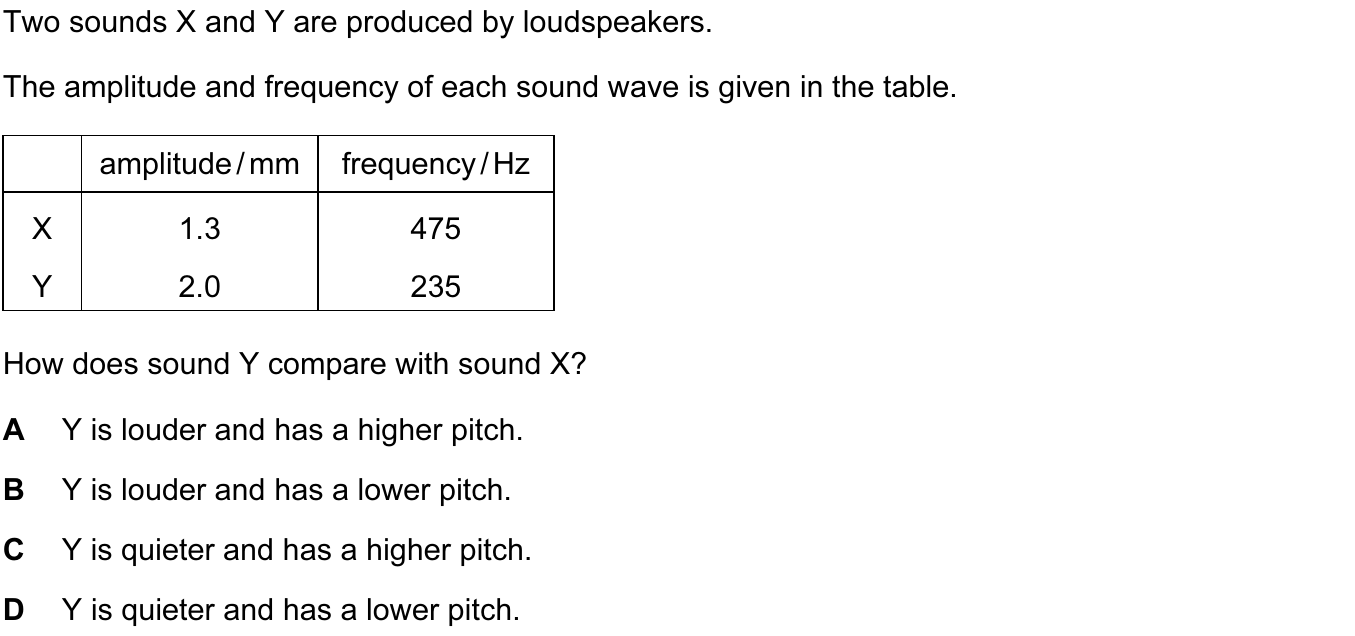 Two sounds X and Y are produced by loudspeakers.
The amplitude and frequency of each sound wave is given in the table.
amplitude/mm frequency/Hz
X 1.3 475
Y 2.0 235
How does sound Y compare with sound X?
A Y is louder and has a higher pitch.
B Y is louder and has a lower pitch.
C Y is quieter and has a higher pitch.
D Y is quieter and has a lower pitch.